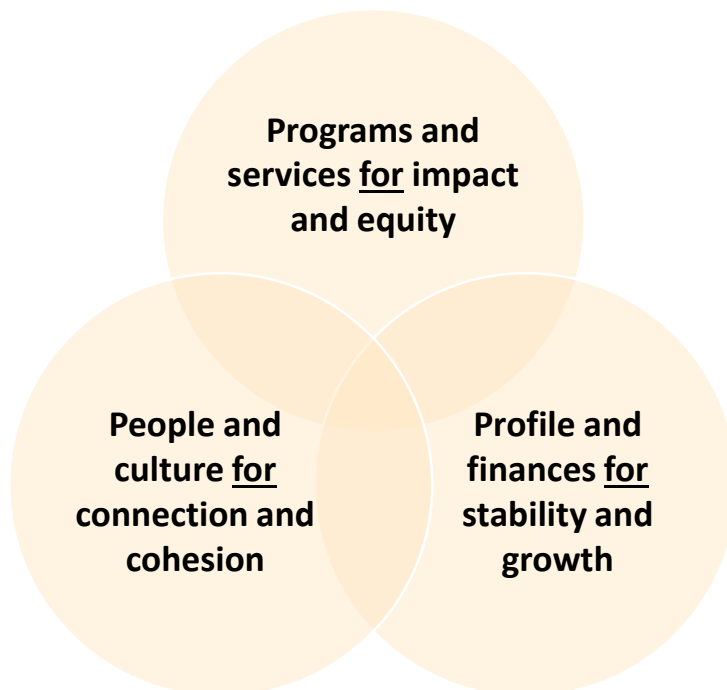 Programs and
services for impact
and equity
People and
culture for
connection and
cohesion
Profile and
finances for
stability and
growth